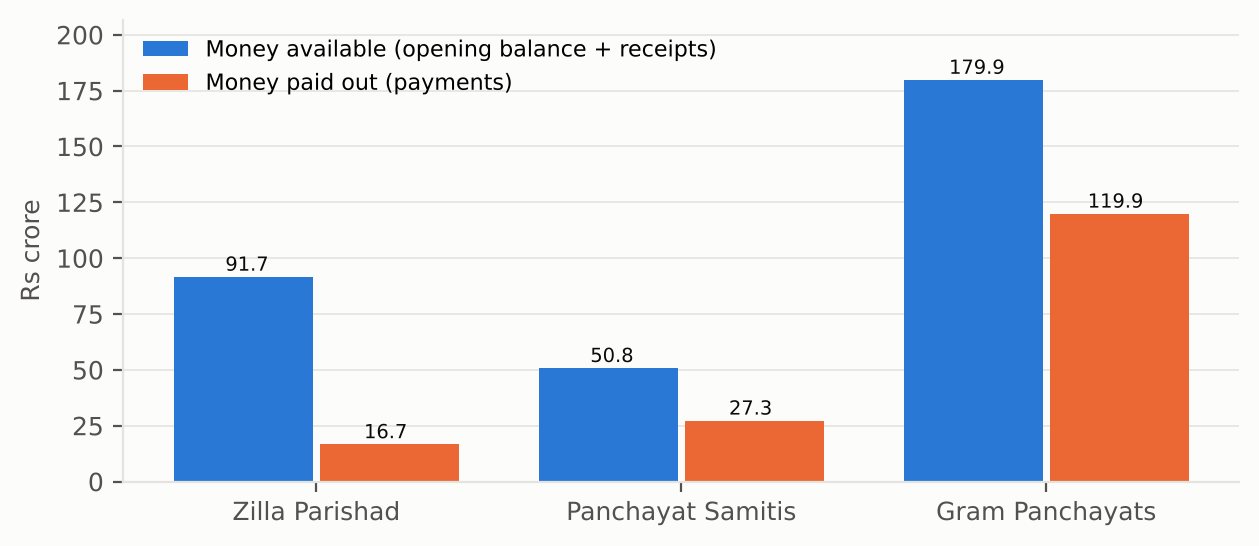 Money available (opening balance + receipts)
Money paid out (payments)
Rs crore
200
175
150
125
100
75
50
25
0
91.7
16.7
50.8
27.3
179.9
119.9
Zilla Parishad
Panchayat Samitis
Gram Panchayats